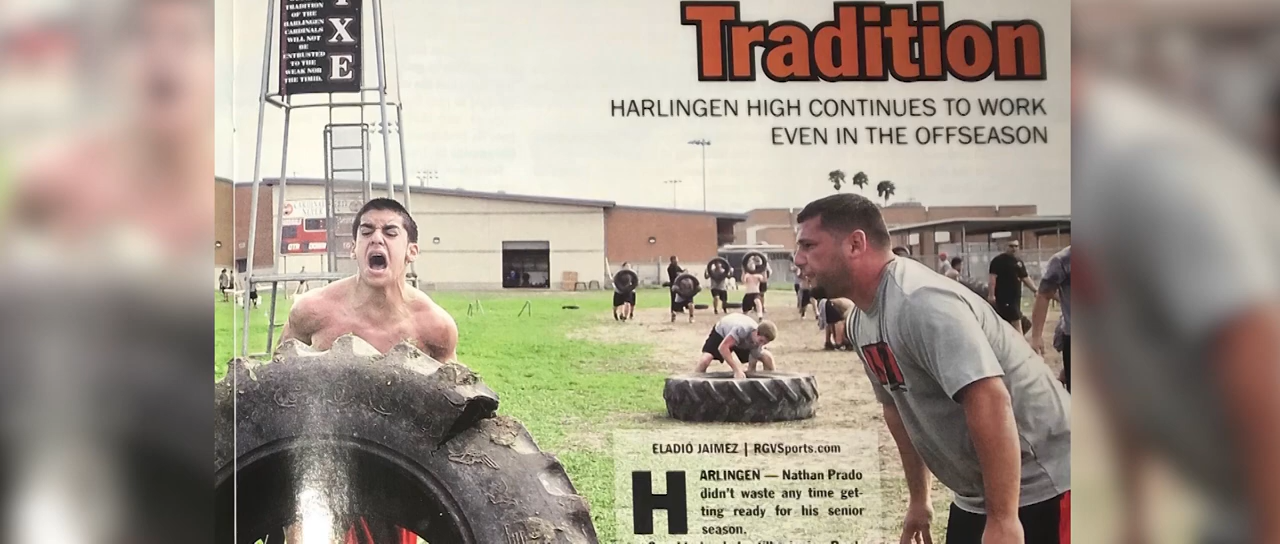 TRADITION
OF THE
HARLINGEN
CARDINALS
WILL NOT
BE
ENTRUSTED
TO THE
WEAK NOR
THE TIMID.
X
E
Tradition
HARLINGEN HIGH CONTINUES TO WORK
EVEN IN THE OFFSEASON
ELADIO JAIMEZ | RGVSports.com
HARLINGEN — Nathan Prado
didn't waste any time get-
ting ready for his senior
season.